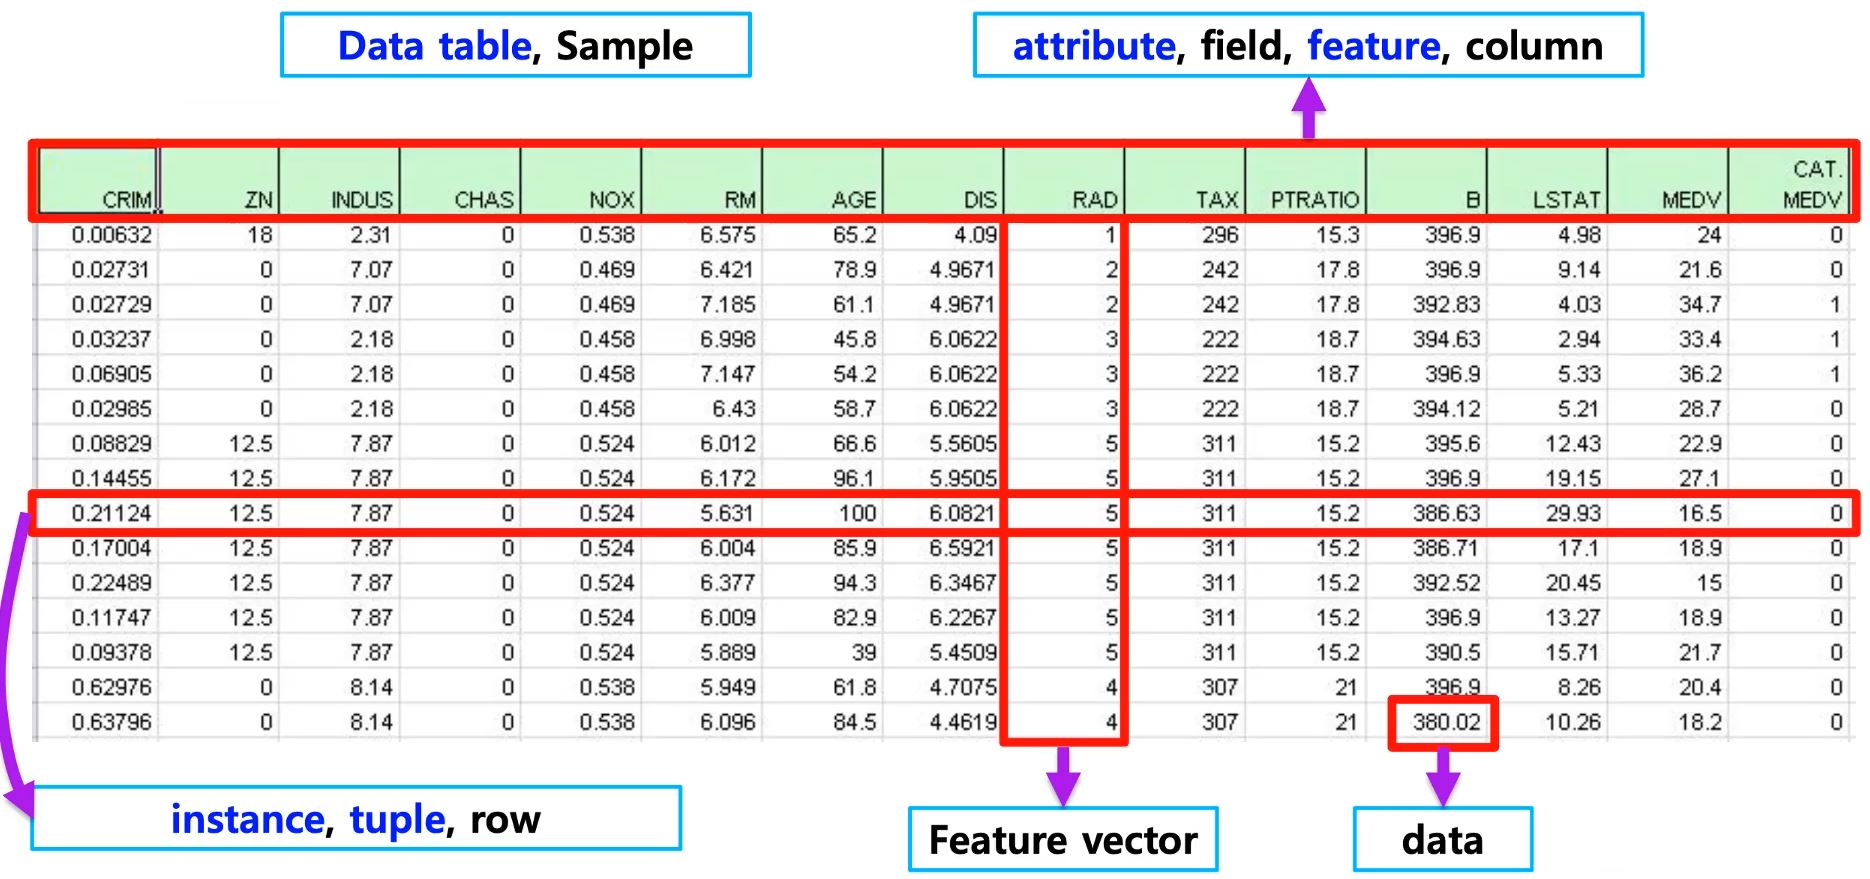 Data table, Sample
attribute, field, feature, column
CRIM ZN INDUS CHAS NOX RM AGE DIS RAD TAX PTRATIO B LSTAT MEDV CAT. MEDV
0.00632 18 2.31 0 0.538 6.575 65.2 4.09 1 296 15.3 396.9 4.98 24 0
0.02731 0 7.07 0 0.469 6.421 78.9 4.9671 2 242 17.8 396.9 9.14 21.6 0
0.02729 0 7.07 0 0.469 7.185 61.1 4.9671 2 242 17.8 392.83 4.03 34.7 1
0.03237 0 2.18 0 0.458 6.998 45.8 6.0622 3 222 18.7 394.63 2.94 33.4 1
0.06905 0 2.18 0 0.458 7.147 54.2 6.0622 3 222 18.7 396.9 5.33 36.2 1
0.02985 0 2.18 0 0.458 6.43 58.7 6.0622 3 222 18.7 394.12 5.21 28.7 0
0.08829 12.5 7.87 0 0.524 6.012 66.6 5.5605 5 311 15.2 395.6 12.43 22.9 0
0.14455 12.5 7.87 0 0.524 6.172 96.1 5.9505 5 311 15.2 396.9 19.15 27.1 0
0.21124 12.5 7.87 0 0.524 5.631 100 6.0821 5 311 15.2 386.63 29.93 16.5 0
0.17004 12.5 7.87 0 0.524 6.004 85.9 6.5921 5 311 15.2 386.71 17.1 18.9 0
0.22489 12.5 7.87 0 0.524 6.377 94.3 6.3467 5 311 15.2 392.52 20.45 15 0
0.11747 12.5 7.87 0 0.524 6.009 82.9 6.2267 5 311 15.2 396.9 13.27 18.9 0
0.09378 12.5 7.87 0 0.524 5.889 39 5.4509 5 311 15.2 390.5 15.71 21.7 0
0.62976 0 8.14 0 0.538 5.949 61.8 4.7075 4 307 21 396.9 8.26 20.4 0
0.63796 0 8.14 0 0.538 6.096 84.5 4.4619 4 307 21 380.02 10.26 18.2 0
instance, tuple, row
Feature vector
data